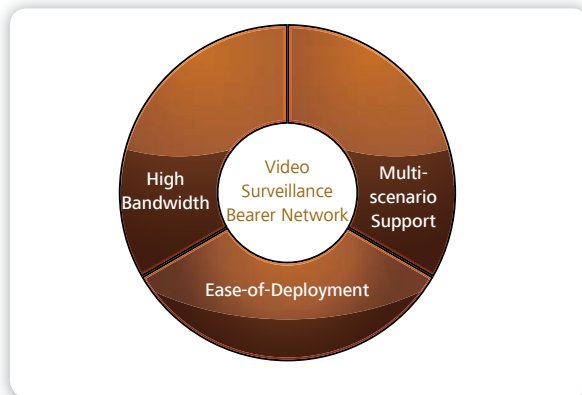 Video
Surveillance
Bearer Network
High
Bandwidth
Multi-
scenario
Support
Ease-of-Deployment